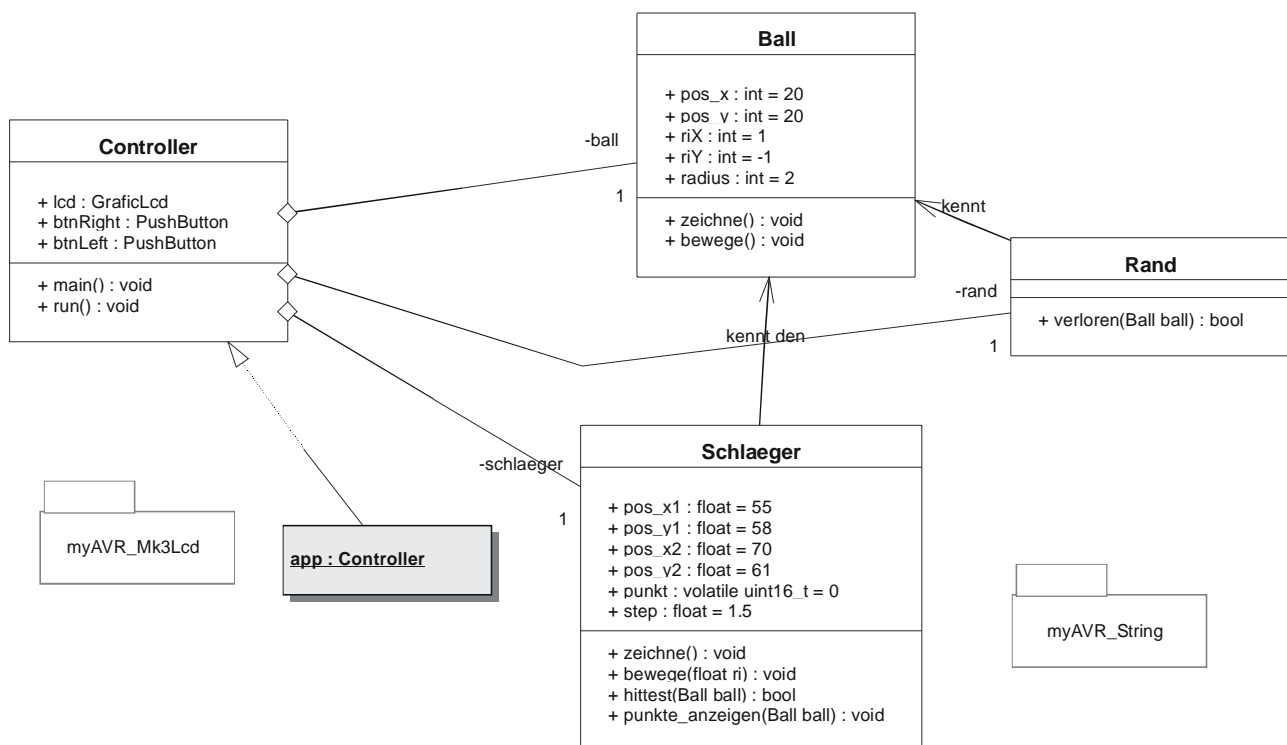 Ball
+ pos_x : int = 20
+ pos_y : int = 20
+ riX : int = 1
+ riY : int = -1
+ radius : int = 2
+ zeichne() : void
+ bewege() : void
Controller
+ lcd : GraficLcd
+ btnRight : PushButton
+ btnLeft : PushButton
+ main() : void
+ run() : void
-ball
1
kennt
Rand
+ verloren(Ball ball) : bool
-rand
1
kennt den
-schlaeger
1
Schlaeger
+ pos_x1 : float = 55
+ pos_y1 : float = 58
+ pos_x2 : float = 70
+ pos_y2 : float = 61
+ punkt : volatile uint16_t = 0
+ step : float = 1.5
+ zeichne() : void
+ bewege(float ri) : void
+ hittest(Ball ball) : bool
+ punkte_anzeigen(Ball ball) : void
myAVR_Mk3Lcd
app : Controller
myAVR_String